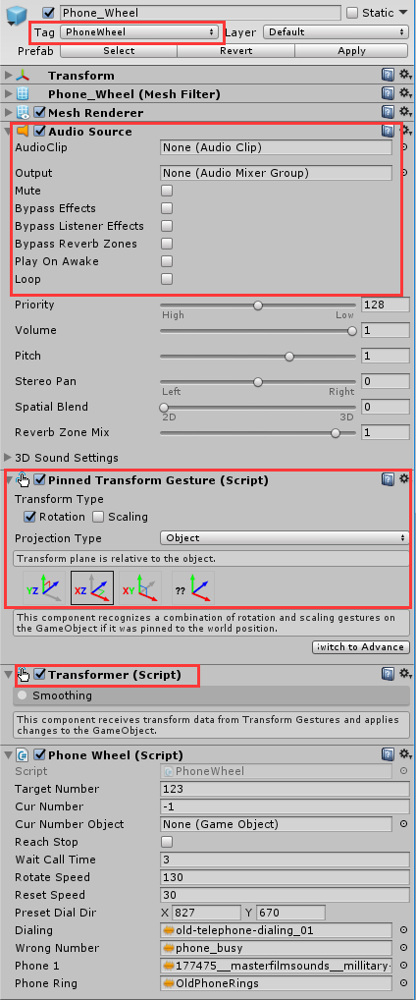 Phone_Wheel Static
Tag PhoneWheel Layer Default
Prefab Select Revert Apply
Transform
Phone_Wheel (Mesh Filter)
Mesh Renderer
Audio Source
AudioClip None (Audio Clip)
Output None (Audio Mixer Group)
Mute
Bypass Effects
Bypass Listener Effects
Bypass Reverb Zones
Play On Awake
Loop
Priority 128
High Low
Volume 1
Pitch 1
Stereo Pan 0
Left Right
Spatial Blend 0
2D 3D
Reverb Zone Mix 1
3D Sound Settings
Pinned Transform Gesture (Script)
Transform Type
Rotation Scaling
Projection Type Object
Transform plane is relative to the object.
YZ XZ XY ??
This component recognizes a combination of rotation and scaling gestures on
the GameObject if it was pinned to the world position.
Switch to Advance
Transformer (Script)
Smoothing
This component receives transform data from Transform Gestures and applies
changes to the GameObject.
Phone Wheel (Script)
Script PhoneWheel
Target Number 123
Cur Number -1
Cur Number Object None (Game Object)
Reach Stop
Wait Call Time 3
Rotate Speed 130
Reset Speed 30
Preset Dial Dir X 827 Y 670
Dialing old-telephone-dialing_01
Wrong Number phone_busy
Phone 1 177475__masterfilmsounds__millitary-
Phone Ring OldPhoneRings